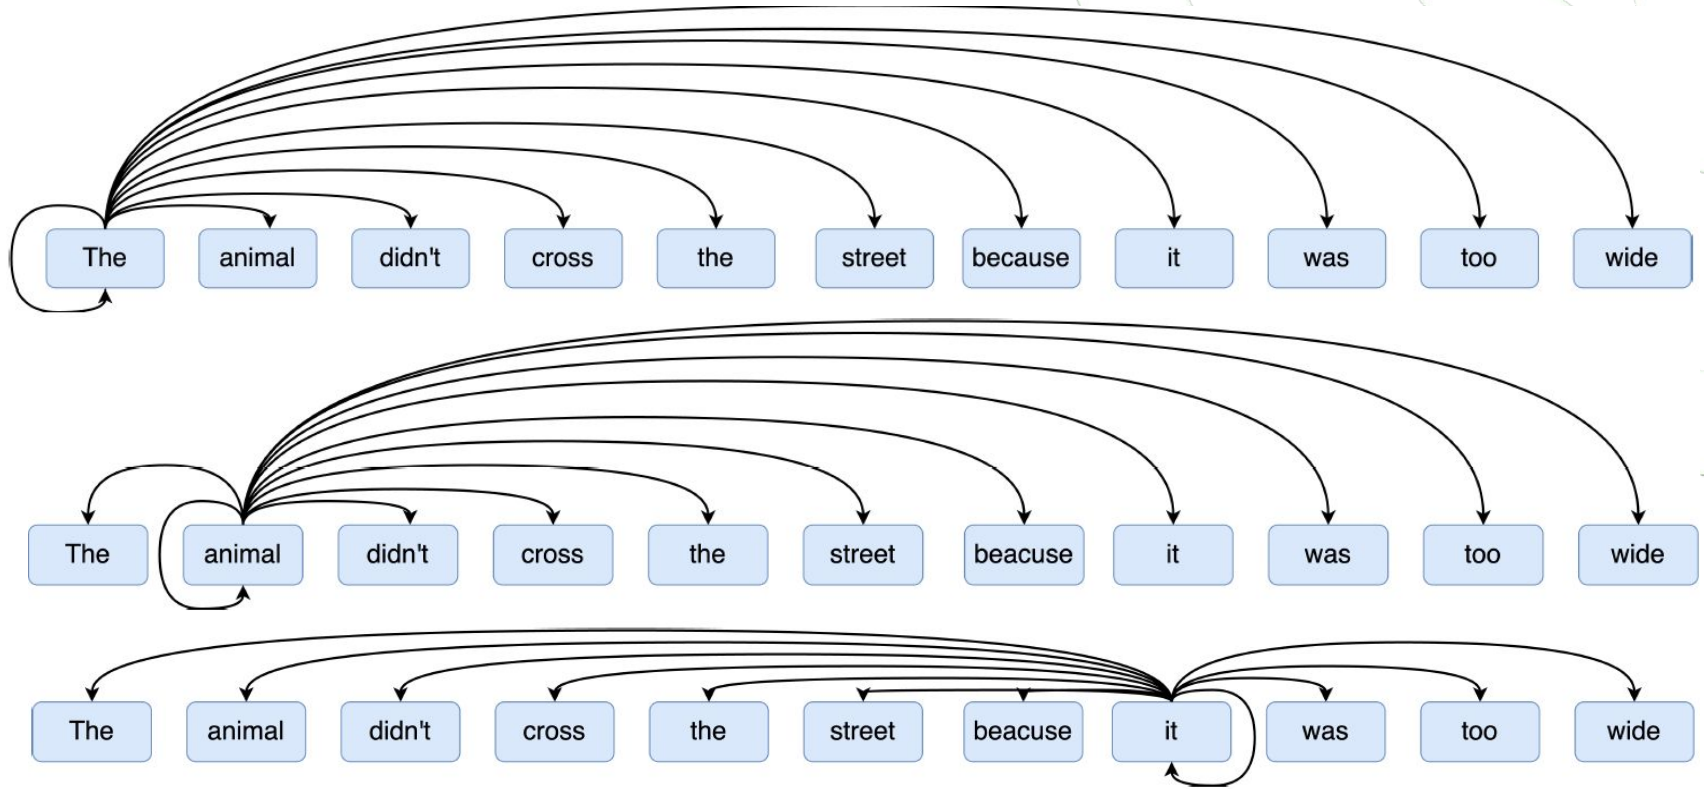 The animal didn't cross the street because it was too wide
The animal didn't cross the street beacuse it was too wide
The animal didn't cross the street beacuse it was too wide